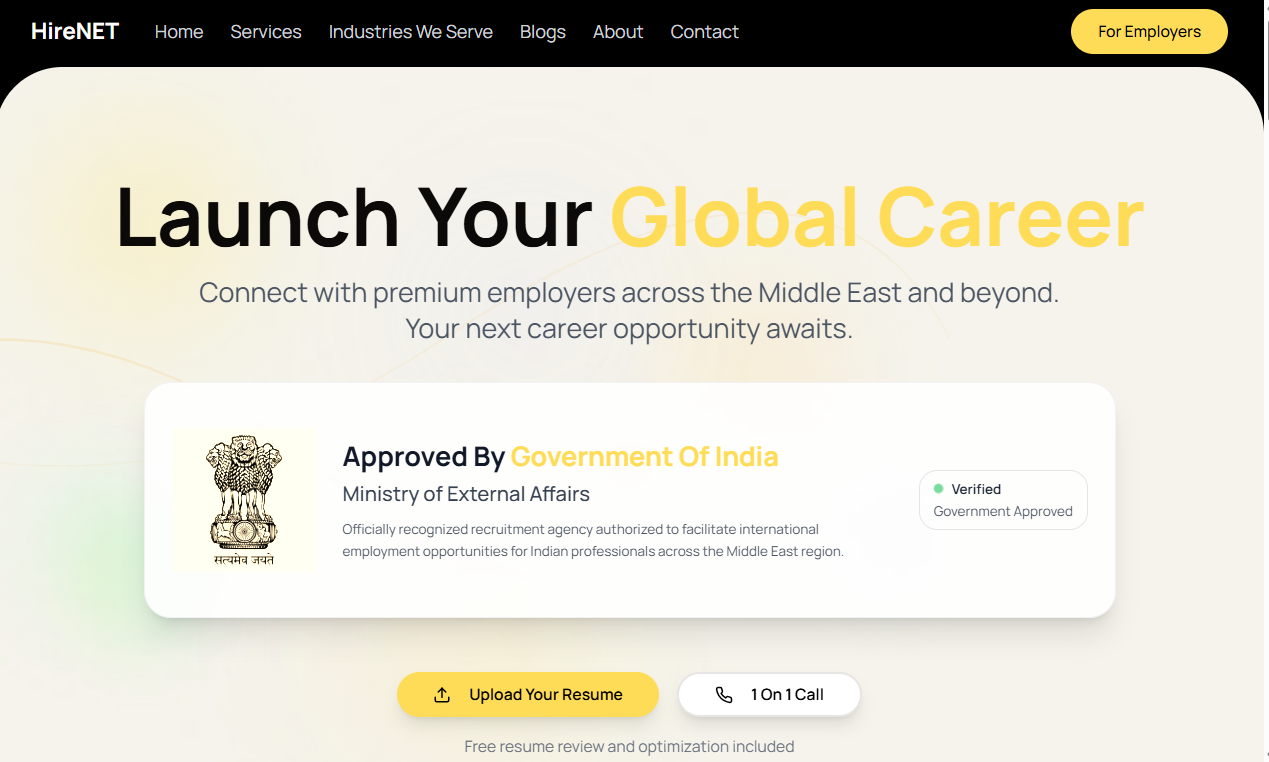 HireNET
Home
Services
Industries We Serve
Blogs
About
Contact
For Employers
Launch Your Global Career
Connect with premium employers across the Middle East and beyond.
Your next career opportunity awaits.
सत्यमेव जयते
Approved By Government Of India
Ministry of External Affairs
Officially recognized recruitment agency authorized to facilitate international
employment opportunities for Indian professionals across the Middle East region.
Verified
Government Approved
Upload Your Resume
1 On 1 Call
Free resume review and optimization included